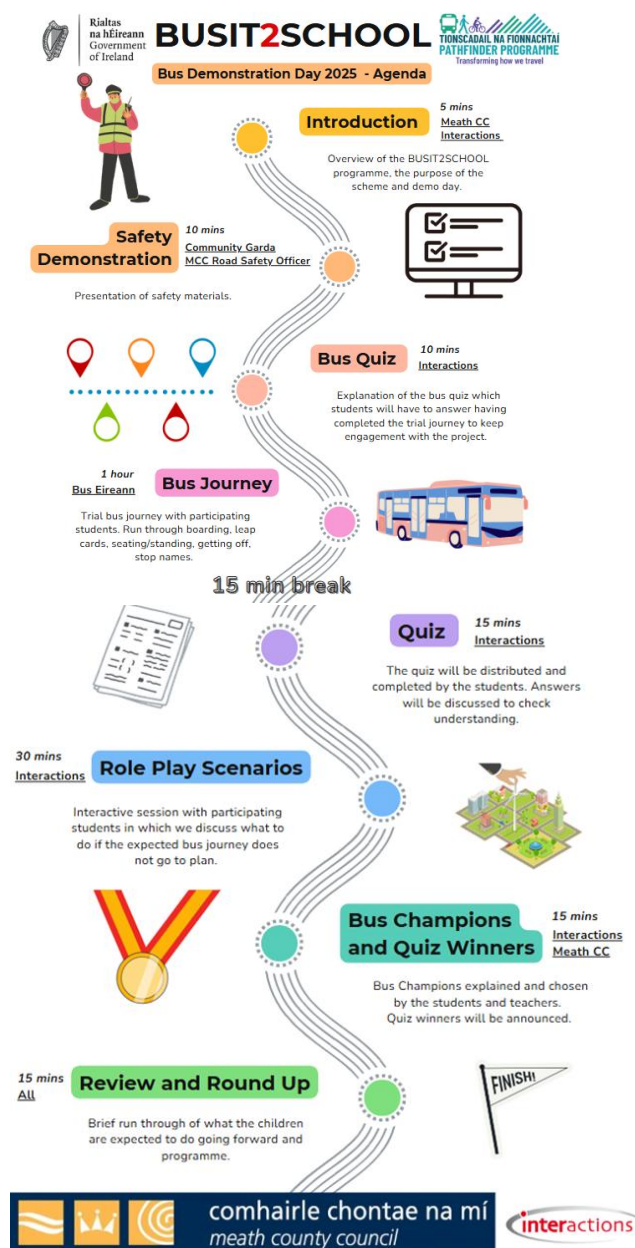 Rialtas
na hÉireann
Government
of Ireland
BUSIT2SCHOOL
TIONSCADAIL NA FIONNACHTAÍ
PATHFINDER PROGRAMME
Transforming how we travel
Bus Demonstration Day 2025 - Agenda
Introduction
5 mins
Meath CC
Interactions
Overview of the BUSIT2SCHOOL
programme, the purpose of the
scheme and demo day.
Safety
Demonstration
10 mins
Community Garda
MCC Road Safety Officer
Presentation of safety materials.
Bus Quiz
10 mins
Interactions
Explanation of the bus quiz which
students will have to answer having
completed the trial journey to keep
engagement with the project.
1 hour
Bus Eireann
Bus Journey
Trial bus journey with participating
students. Run through boarding, leap
cards, seating/standing, getting off,
stop names.
15 min break
Quiz
15 mins
Interactions
The quiz will be distributed and
completed by the students. Answers
will be discussed to check
understanding.
30 mins
Interactions
Role Play Scenarios
Interactive session with participating
students in which we discuss what to
do if the expected bus journey does
not go to plan.
Bus Champions
and Quiz Winners
15 mins
Interactions
Meath CC
Bus Champions explained and chosen
by the students and teachers.
Quiz winners will be announced.
15 mins
All
Review and Round Up
Brief run through of what the children
are expected to do going forward and
programme.
FINISH!
comhairle chontae na mí
meath county council
interactions